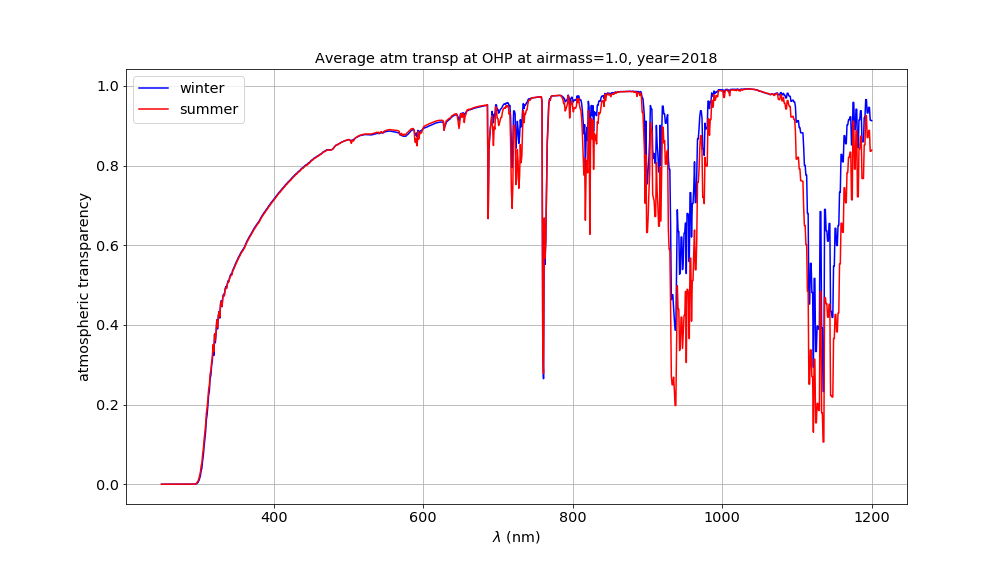 Average atm transp at OHP at airmass=1.0, year=2018
winter
summer
atmospheric transparency
1.0
0.8
0.6
0.4
0.2
0.0
400
600
800
1000
1200
λ (nm)